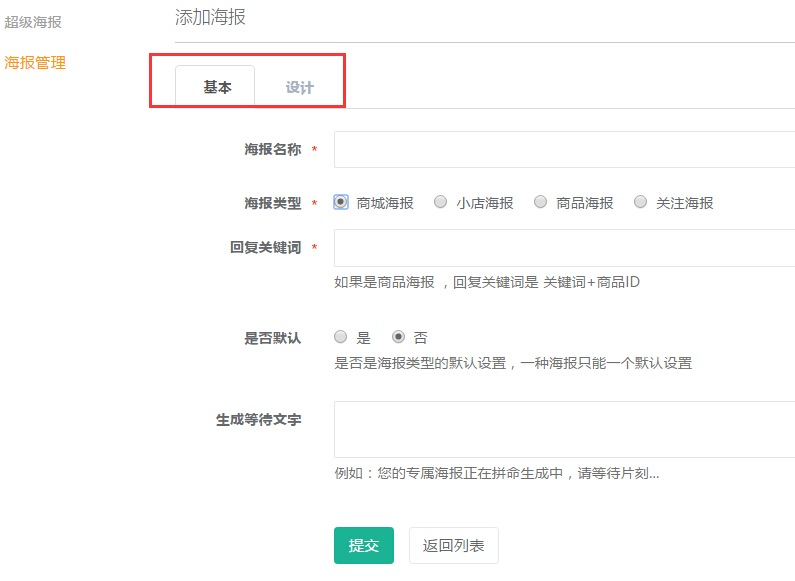 超级海报
海报管理
添加海报
基本 设计
海报名称 *
海报类型 * 商城海报 小店海报 商品海报 关注海报
回复关键词 *
如果是商品海报 ，回复关键词是 关键词+商品ID
是否默认 是 否
是否是海报类型的默认设置，一种海报只能一个默认设置
生成等待文字
例如：您的专属海报正在拼命生成中，请等待片刻...
提交 返回列表